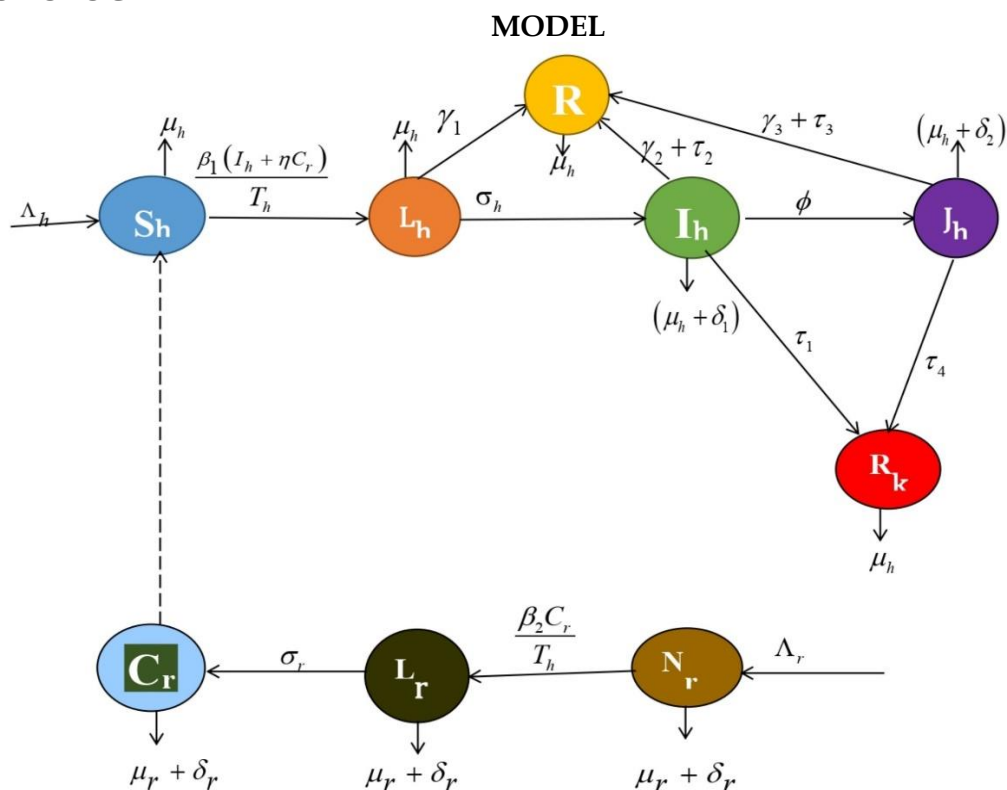 MODEL
R
μ_h
γ_1
μ_h
γ_2 + τ_2
γ_3 + τ_3
(μ_h + δ_2)
μ_h
Λ_h
S_h
β_1 (I_h + ηC_r)
T_h
L_h
σ_h
I_h
ϕ
J_h
(μ_h + δ_1)
τ_1
τ_4
R_k
μ_h
C_r
σ_r
L_r
β_2 C_r
T_h
N_r
Λ_r
μ_r + δ_r
μ_r + δ_r
μ_r + δ_r